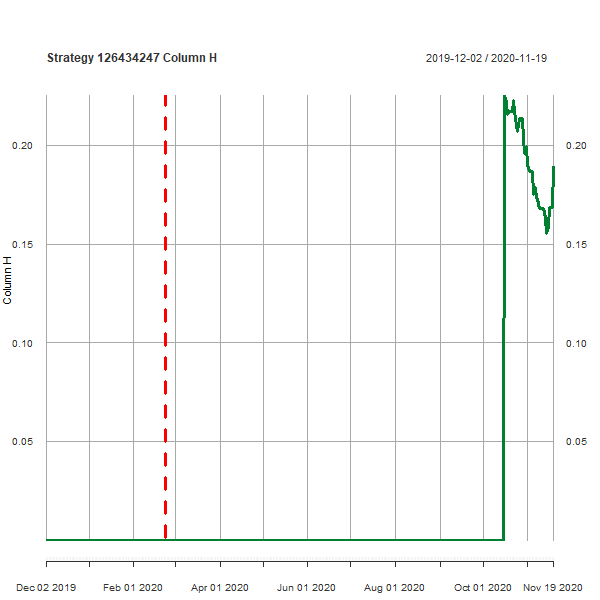 Strategy 126434247 Column H
2019-12-02 / 2020-11-19
0.20 0.20
0.15 0.15
Column H
0.10 0.10
0.05 0.05
Dec 02 2019 Feb 01 2020 Apr 01 2020 Jun 01 2020 Aug 01 2020 Oct 01 2020 Nov 19 2020